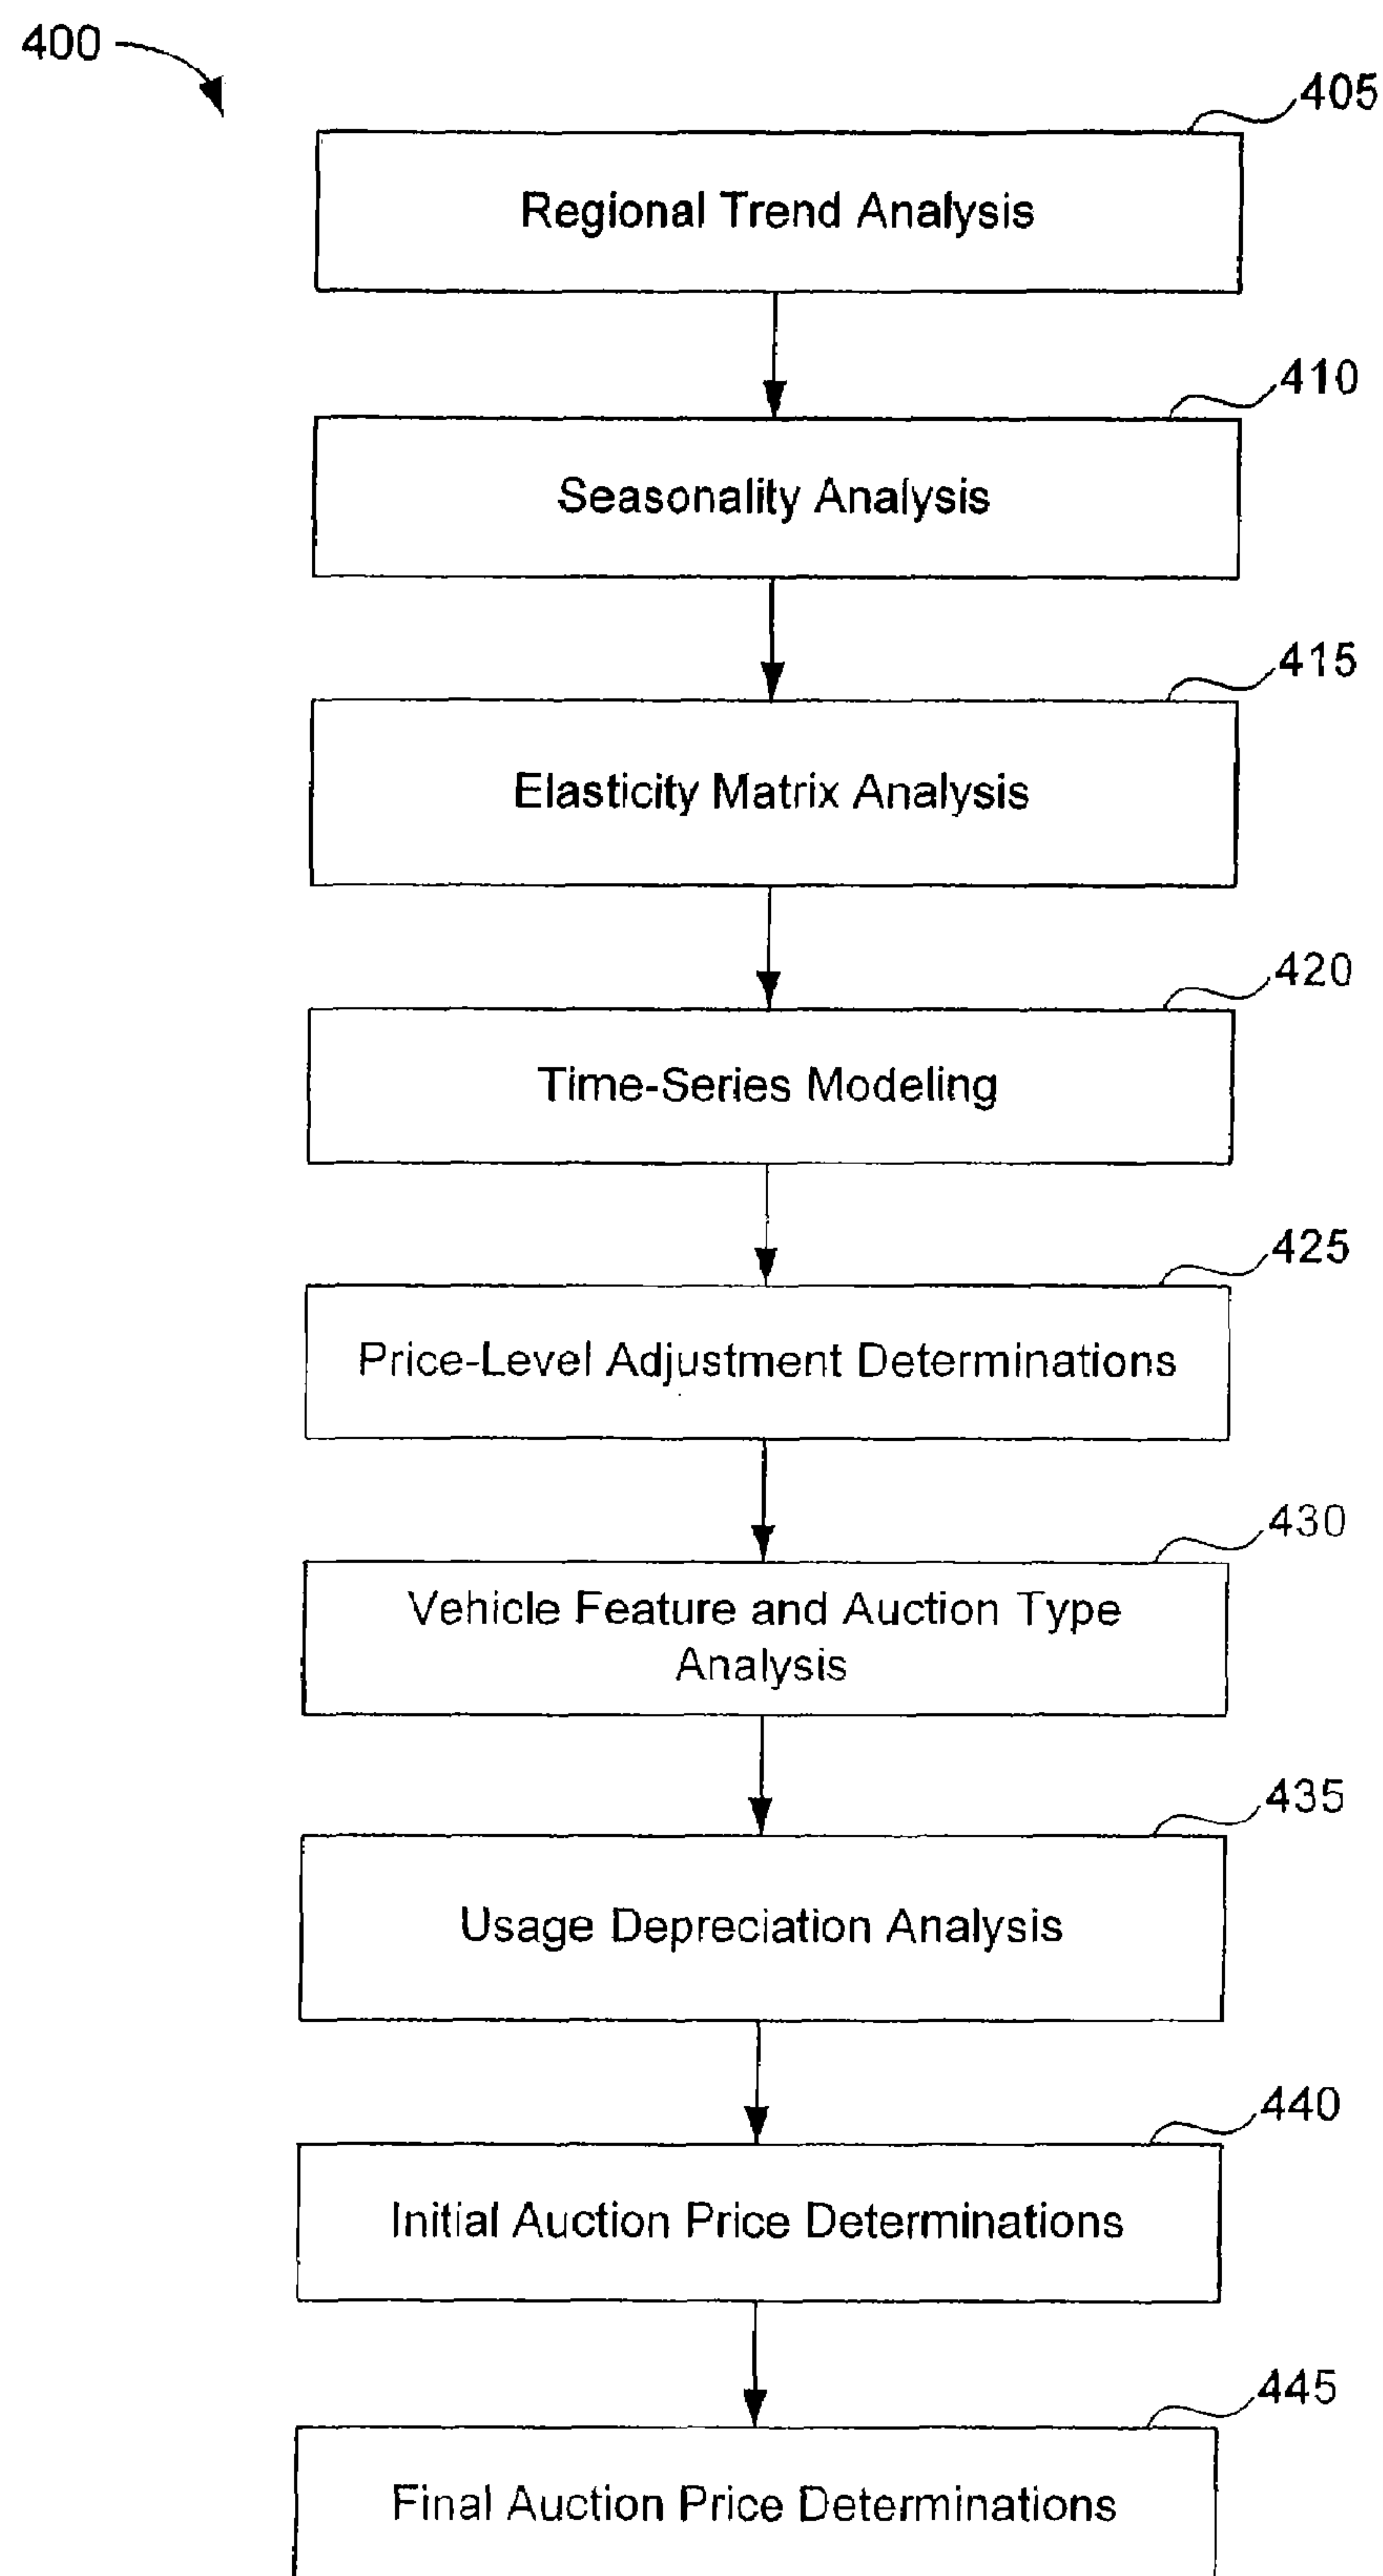 400
405
Regional Trend Analysis
410
Seasonality Analysis
415
Elasticity Matrix Analysis
420
Time-Series Modeling
425
Price-Level Adjustment Determinations
430
Vehicle Feature and Auction Type
Analysis
435
Usage Depreciation Analysis
440
Initial Auction Price Determinations
445
Final Auction Price Determinations